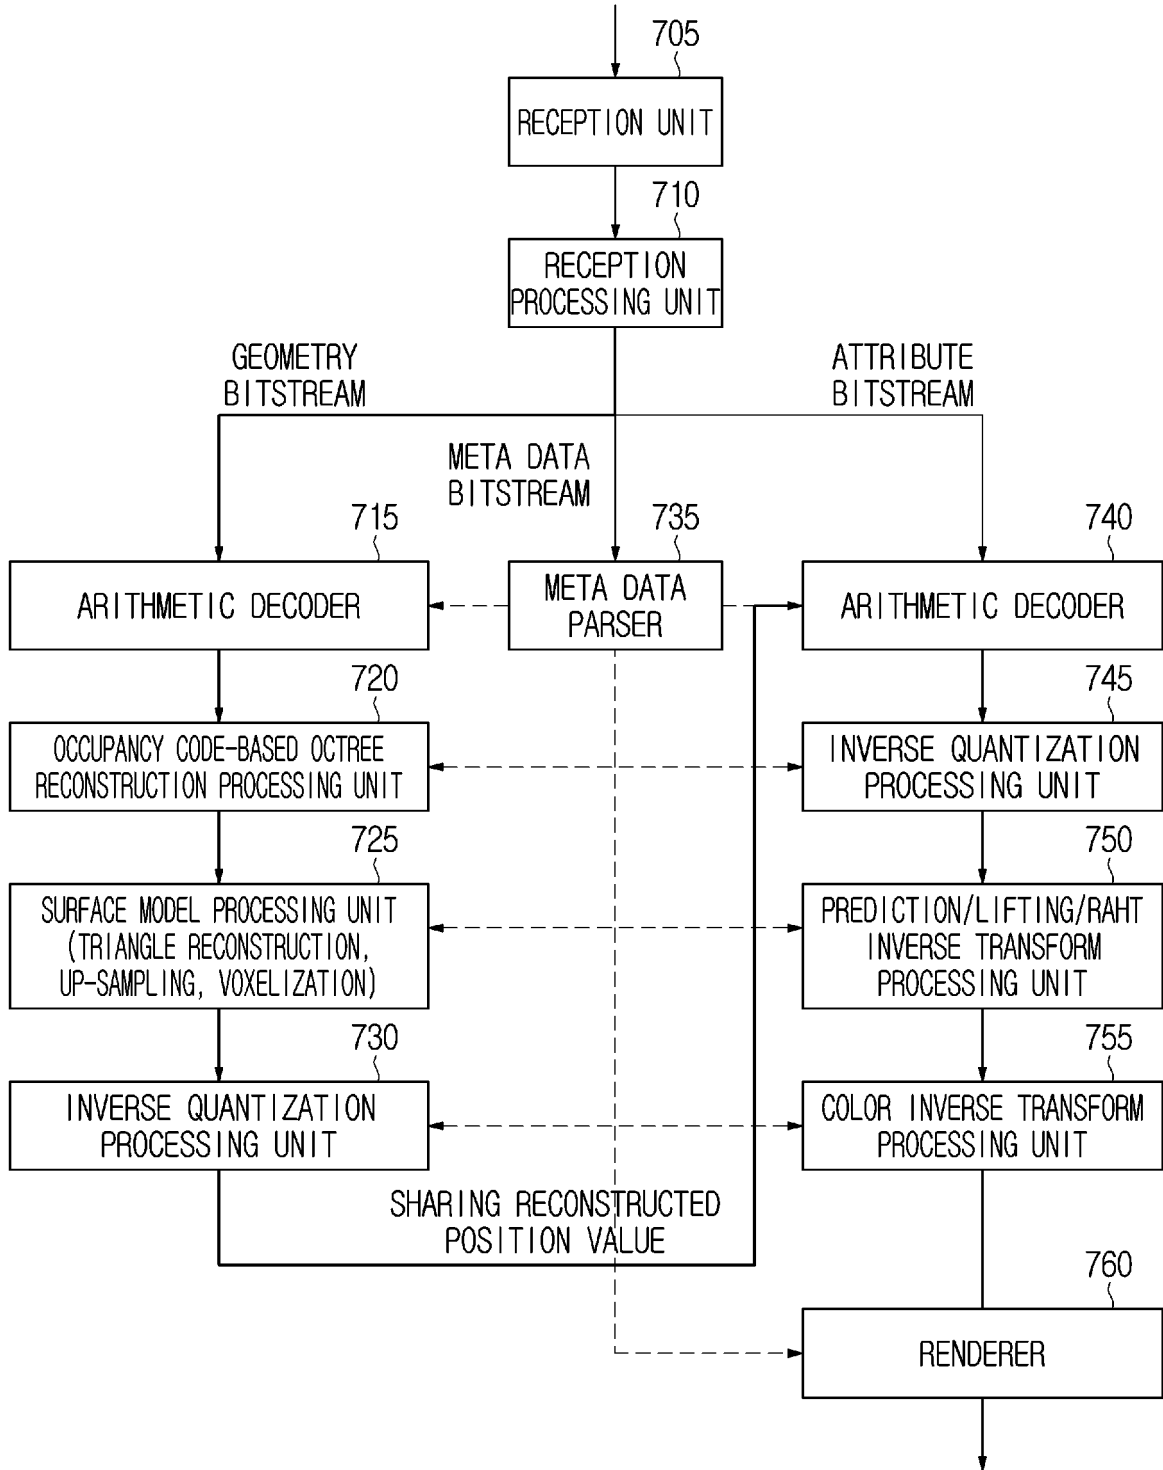 705
RECEPTION UNIT
710
RECEPTION
PROCESSING UNIT
GEOMETRY
BITSTREAM
ATTRIBUTE
BITSTREAM
META DATA
BITSTREAM
715
735
740
ARITHMETIC DECODER
META DATA
PARSER
ARITHMETIC DECODER
720
745
OCCUPANCY CODE-BASED OCTREE
RECONSTRUCTION PROCESSING UNIT
INVERSE QUANTIZATION
PROCESSING UNIT
725
750
SURFACE MODEL PROCESSING UNIT
(TRIANGLE RECONSTRUCTION,
UP-SAMPLING, VOXELIZATION)
PREDICTION/LIFTING/RAHT
INVERSE TRANSFORM
PROCESSING UNIT
730
755
INVERSE QUANTIZATION
PROCESSING UNIT
COLOR INVERSE TRANSFORM
PROCESSING UNIT
SHARING RECONSTRUCTED
POSITION VALUE
760
RENDERER